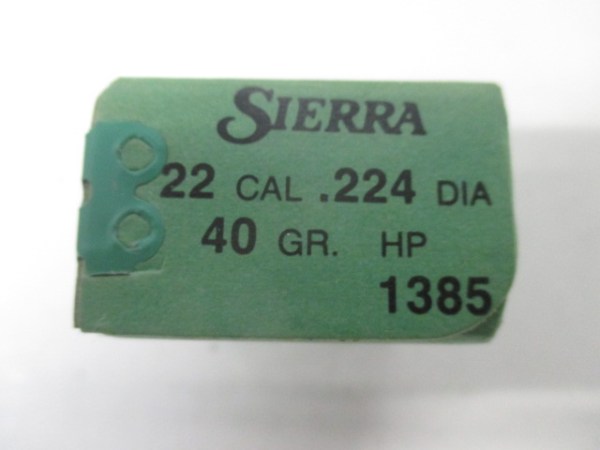 SIERRA
22 CAL .224 DIA
40 GR. HP
1385